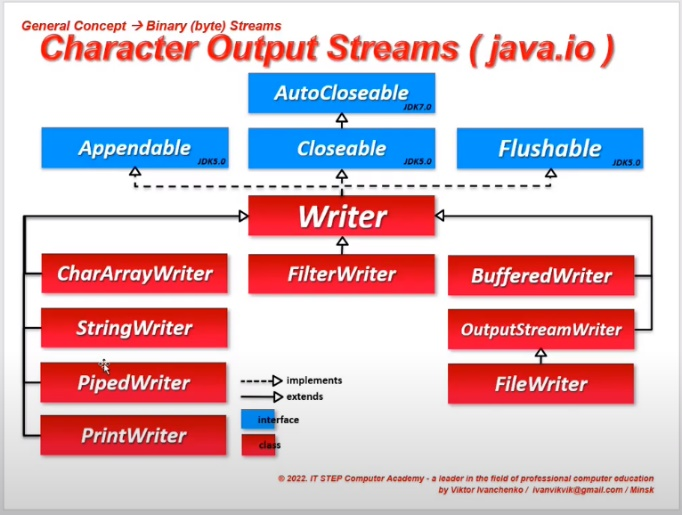 General Concept → Binary (byte) Streams
Character Output Streams ( java.io )
AutoCloseable
JDK7.0
Appendable
JDK5.0
Closeable
JDK5.0
Flushable
JDK5.0
Writer
CharArrayWriter
FilterWriter
BufferedWriter
StringWriter
OutputStreamWriter
PipedWriter
FileWriter
PrintWriter
implements
extends
interface
class
© 2022. IT STEP Computer Academy - a leader in the field of professional computer education
by Viktor Ivanchenko / ivanvikvik@gmail.com / Minsk